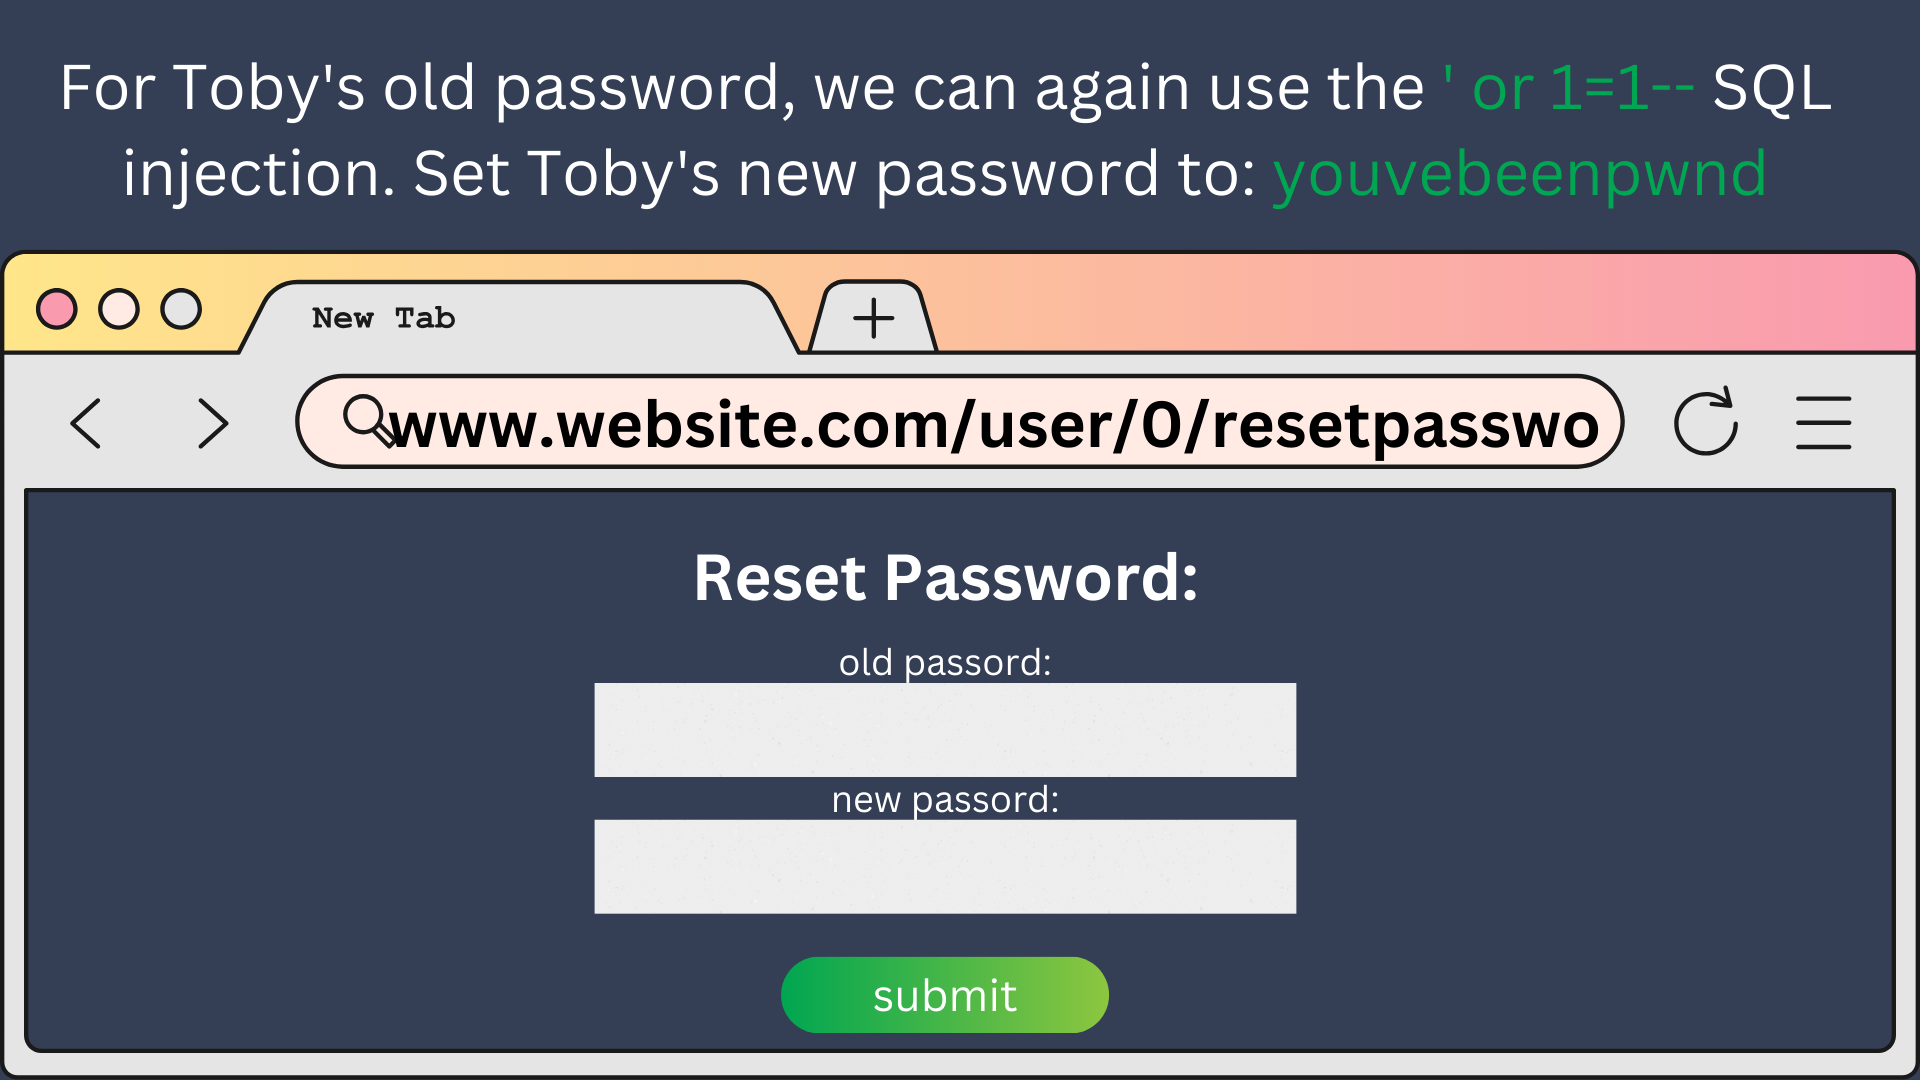 For Toby's old password, we can again use the ' or 1=1-- SQL
injection. Set Toby's new password to: youvebeenpwnd
New Tab
www.website.com/user/0/resetpasswo
Reset Password:
old passord:
new passord:
submit